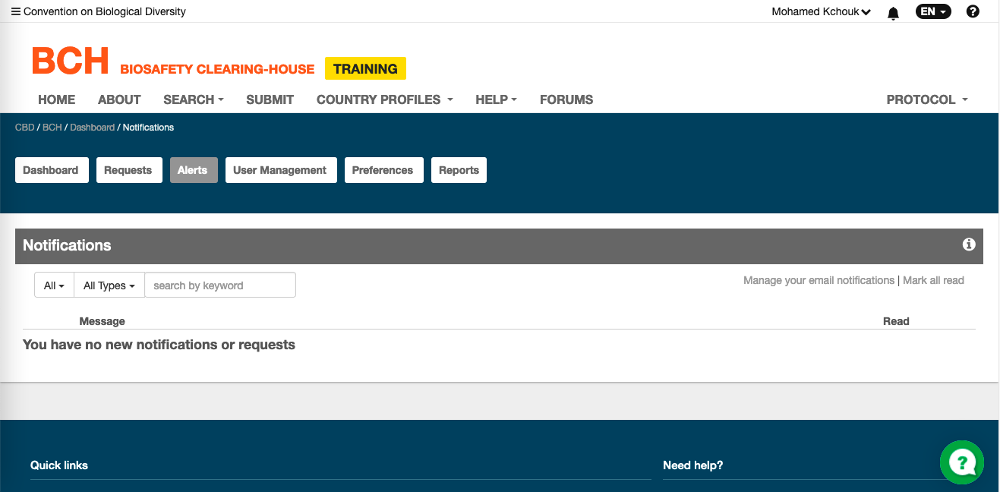 Convention on Biological Diversity Mohamed Kchouk EN ?
BCH BIOSAFETY CLEARING-HOUSE TRAINING
HOME ABOUT SEARCH SUBMIT COUNTRY PROFILES HELP FORUMS PROTOCOL
CBD / BCH / Dashboard / Notifications
Dashboard Requests Alerts User Management Preferences Reports
Notifications
All All Types search by keyword Manage your email notifications | Mark all read
Message Read
You have no new notifications or requests
Quick links Need help? ?